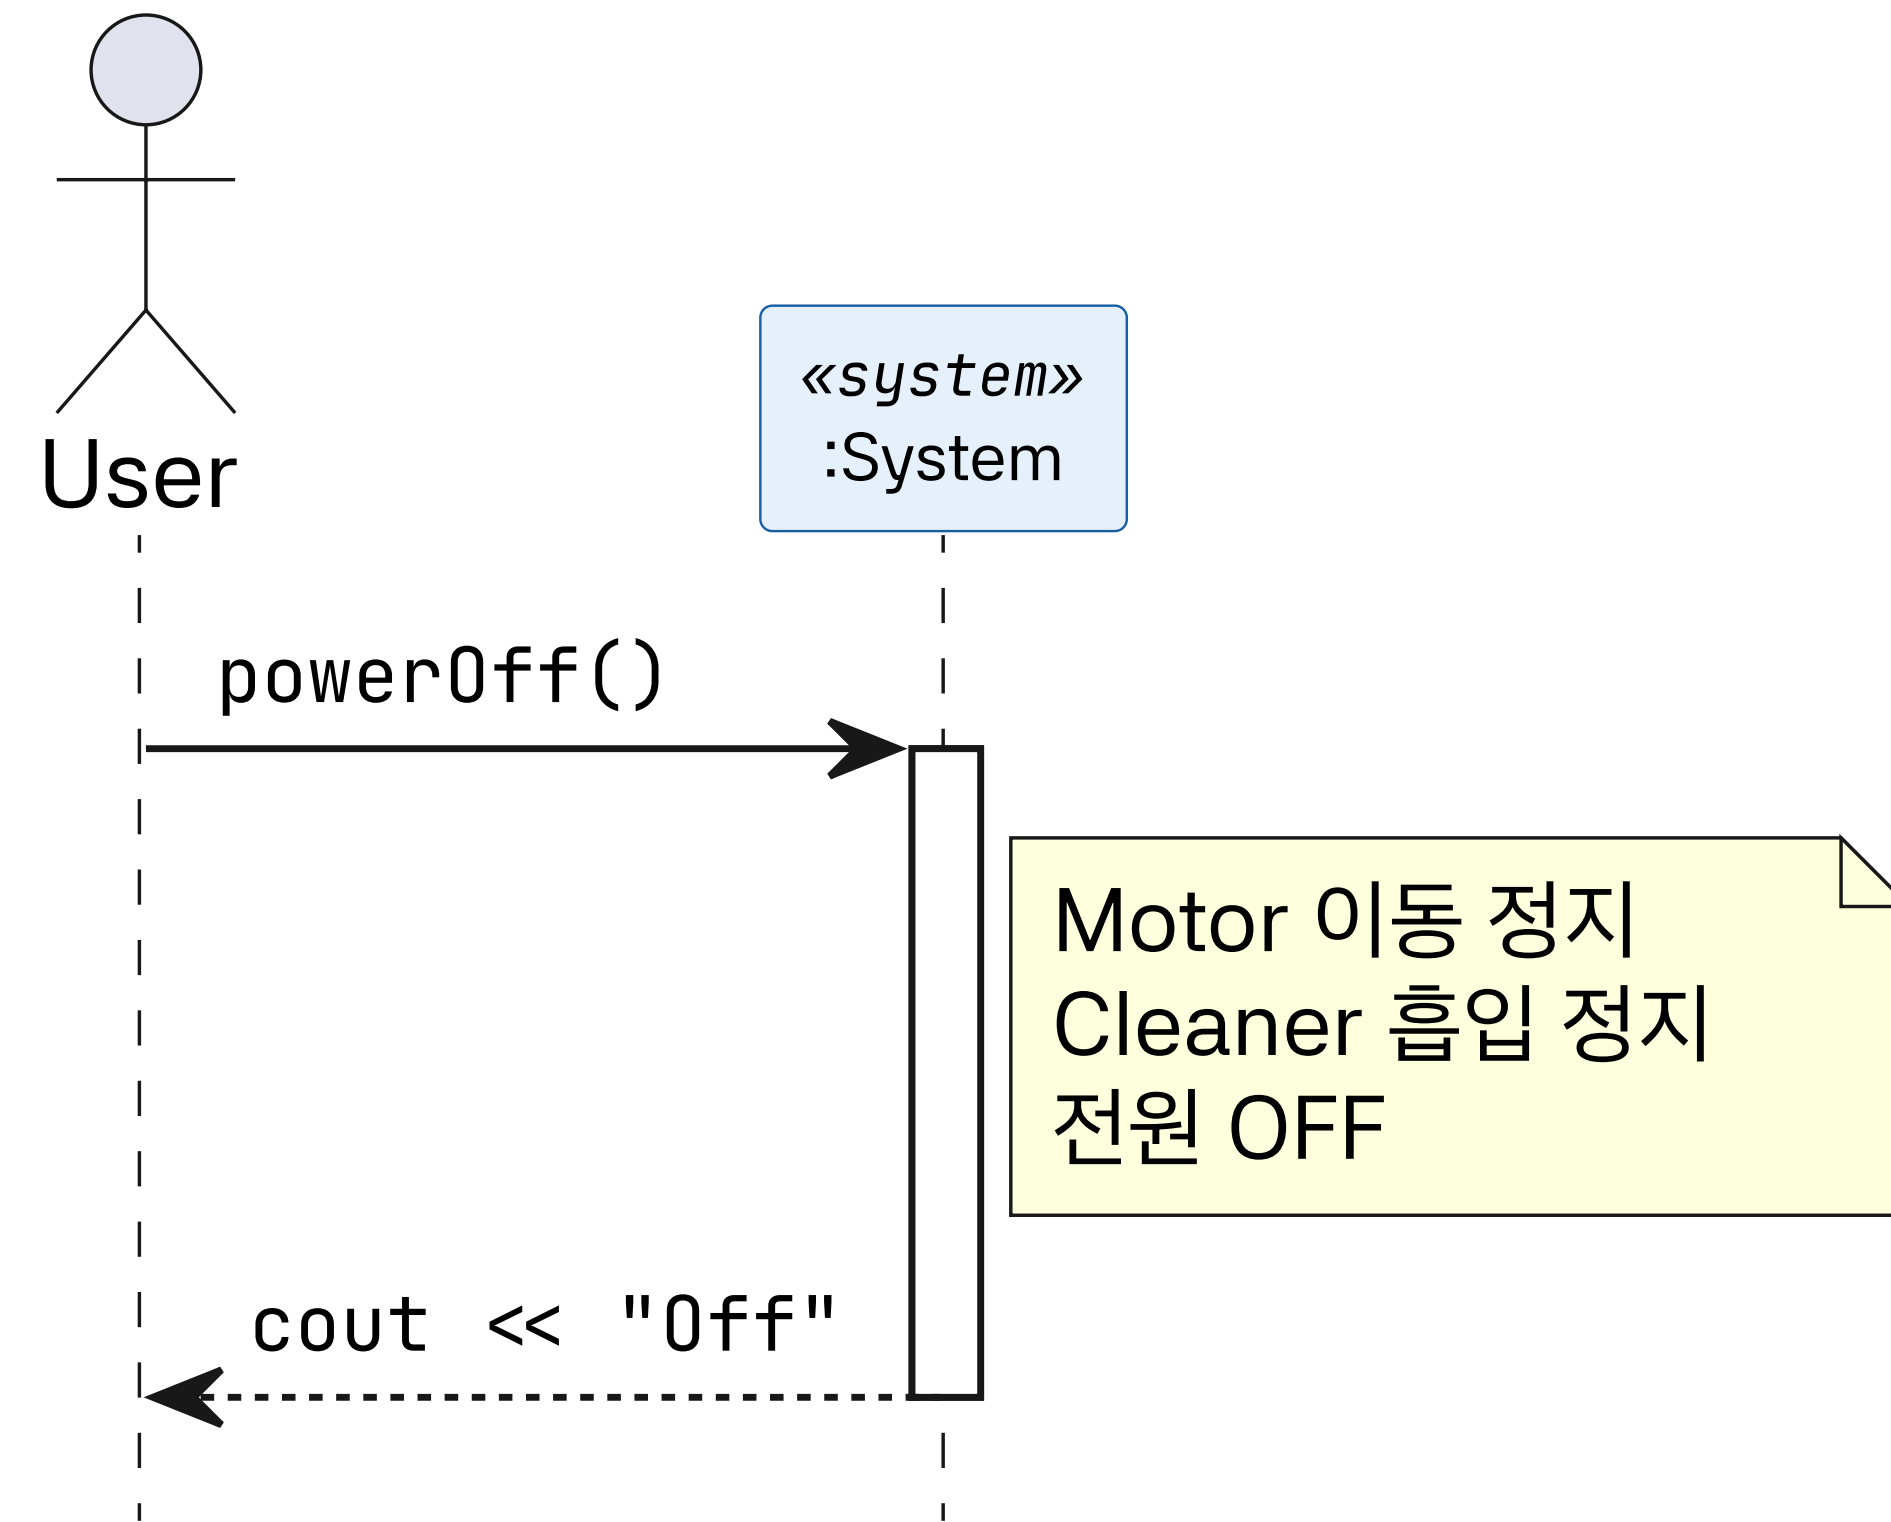 User
«system»
:System
powerOff()
Motor 이동 정지
Cleaner 흡입 정지
전원 OFF
cout << "Off"